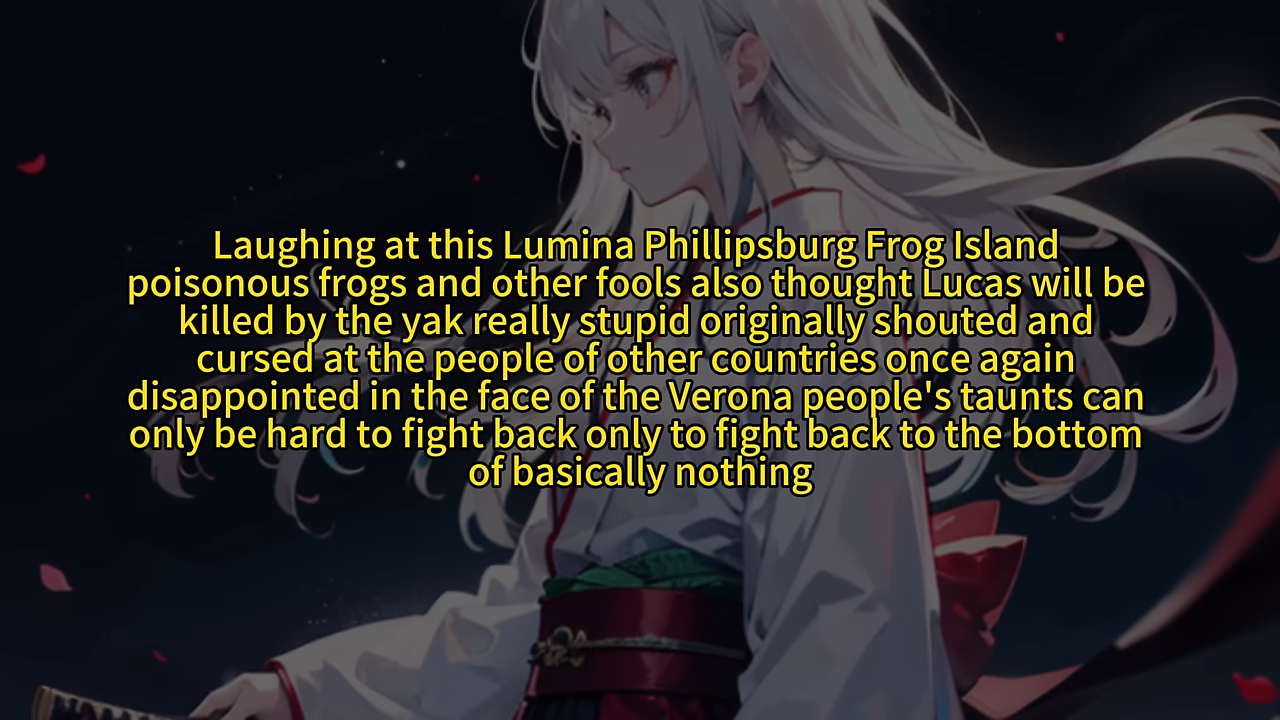 Laughing at this Lumina Phillipsburg Frog Island
poisonous frogs and other fools also thought Lucas will be
killed by the yak really stupid originally shouted and
cursed at the people of other countries once again
disappointed in the face of the Verona people's taunts can
only be hard to fight back only to fight back to the bottom
of basically nothing